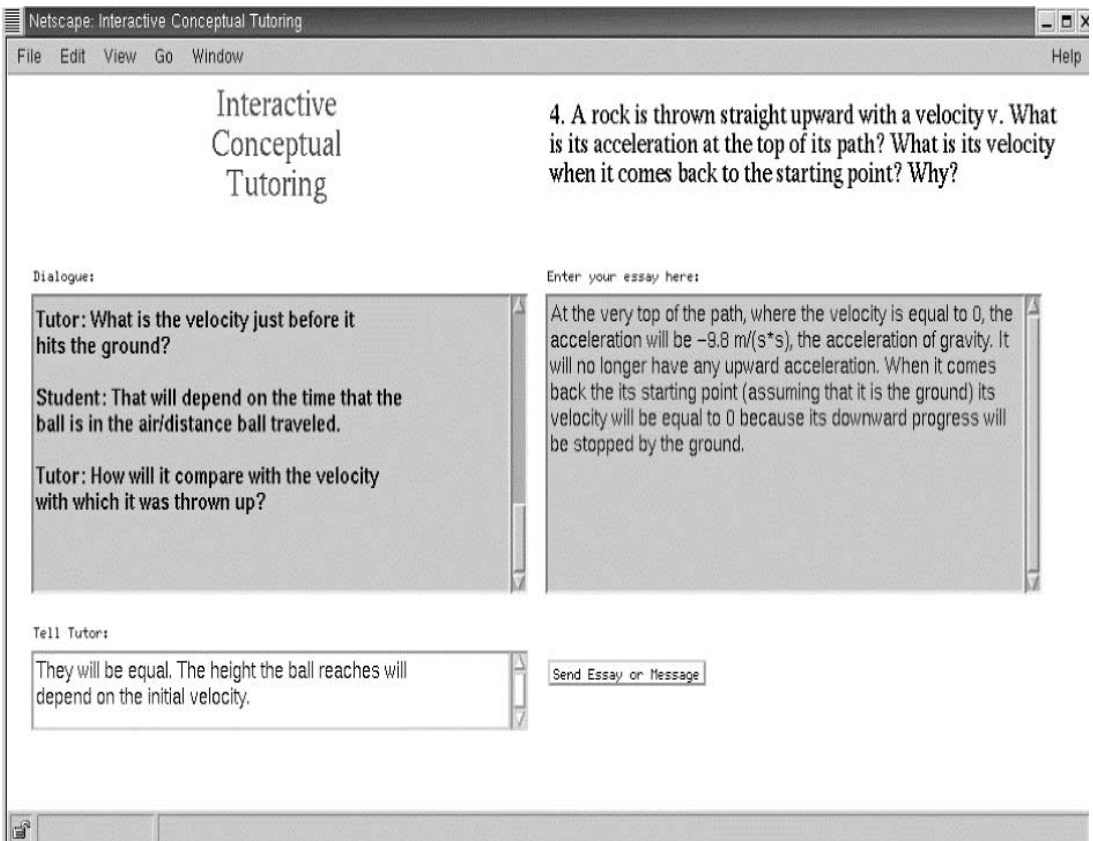 Netscape: Interactive Conceptual Tutoring
File Edit View Go Window Help
Interactive
Conceptual
Tutoring
4. A rock is thrown straight upward with a velocity v. What
is its acceleration at the top of its path? What is its velocity
when it comes back to the starting point? Why?
Dialogue:
Tutor: What is the velocity just before it
hits the ground?
Student: That will depend on the time that the
ball is in the air/distance ball traveled.
Tutor: How will it compare with the velocity
with which it was thrown up?
Enter your essay here:
At the very top of the path, where the velocity is equal to 0, the
acceleration will be –9.8 m/(s*s), the acceleration of gravity. It
will no longer have any upward acceleration. When it comes
back the its starting point (assuming that it is the ground) its
velocity will be equal to 0 because its downward progress will
be stopped by the ground.
Tell Tutor:
They will be equal. The height the ball reaches will
depend on the initial velocity.
Send Essay or Message